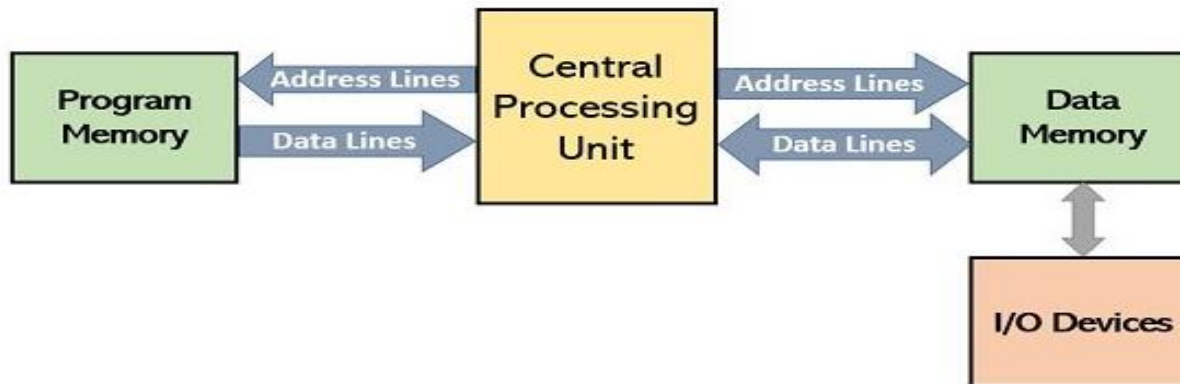 Program
Memory
Address Lines
Data Lines
Central
Processing
Unit
Address Lines
Data Lines
Data
Memory
I/O Devices